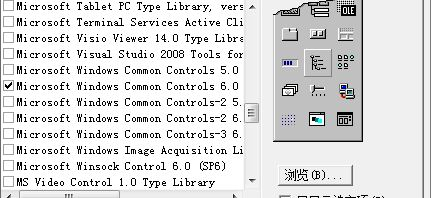 Microsoft Tablet PC Type Library, vers
Microsoft Terminal Services Active Cli
Microsoft Visio Viewer 14.0 Type Libra
Microsoft Visual Studio 2008 Tools for
Microsoft Windows Common Controls 5.0
Microsoft Windows Common Controls 6.0
Microsoft Windows Common Controls-2 5.
Microsoft Windows Common Controls-2 6.
Microsoft Windows Common Controls-3 6.
Microsoft Windows Image Acquisition Li
Microsoft Winsock Control 6.0 (SP6)
MS Video Control 1.0 Type Library
OLE
浏览(B)...